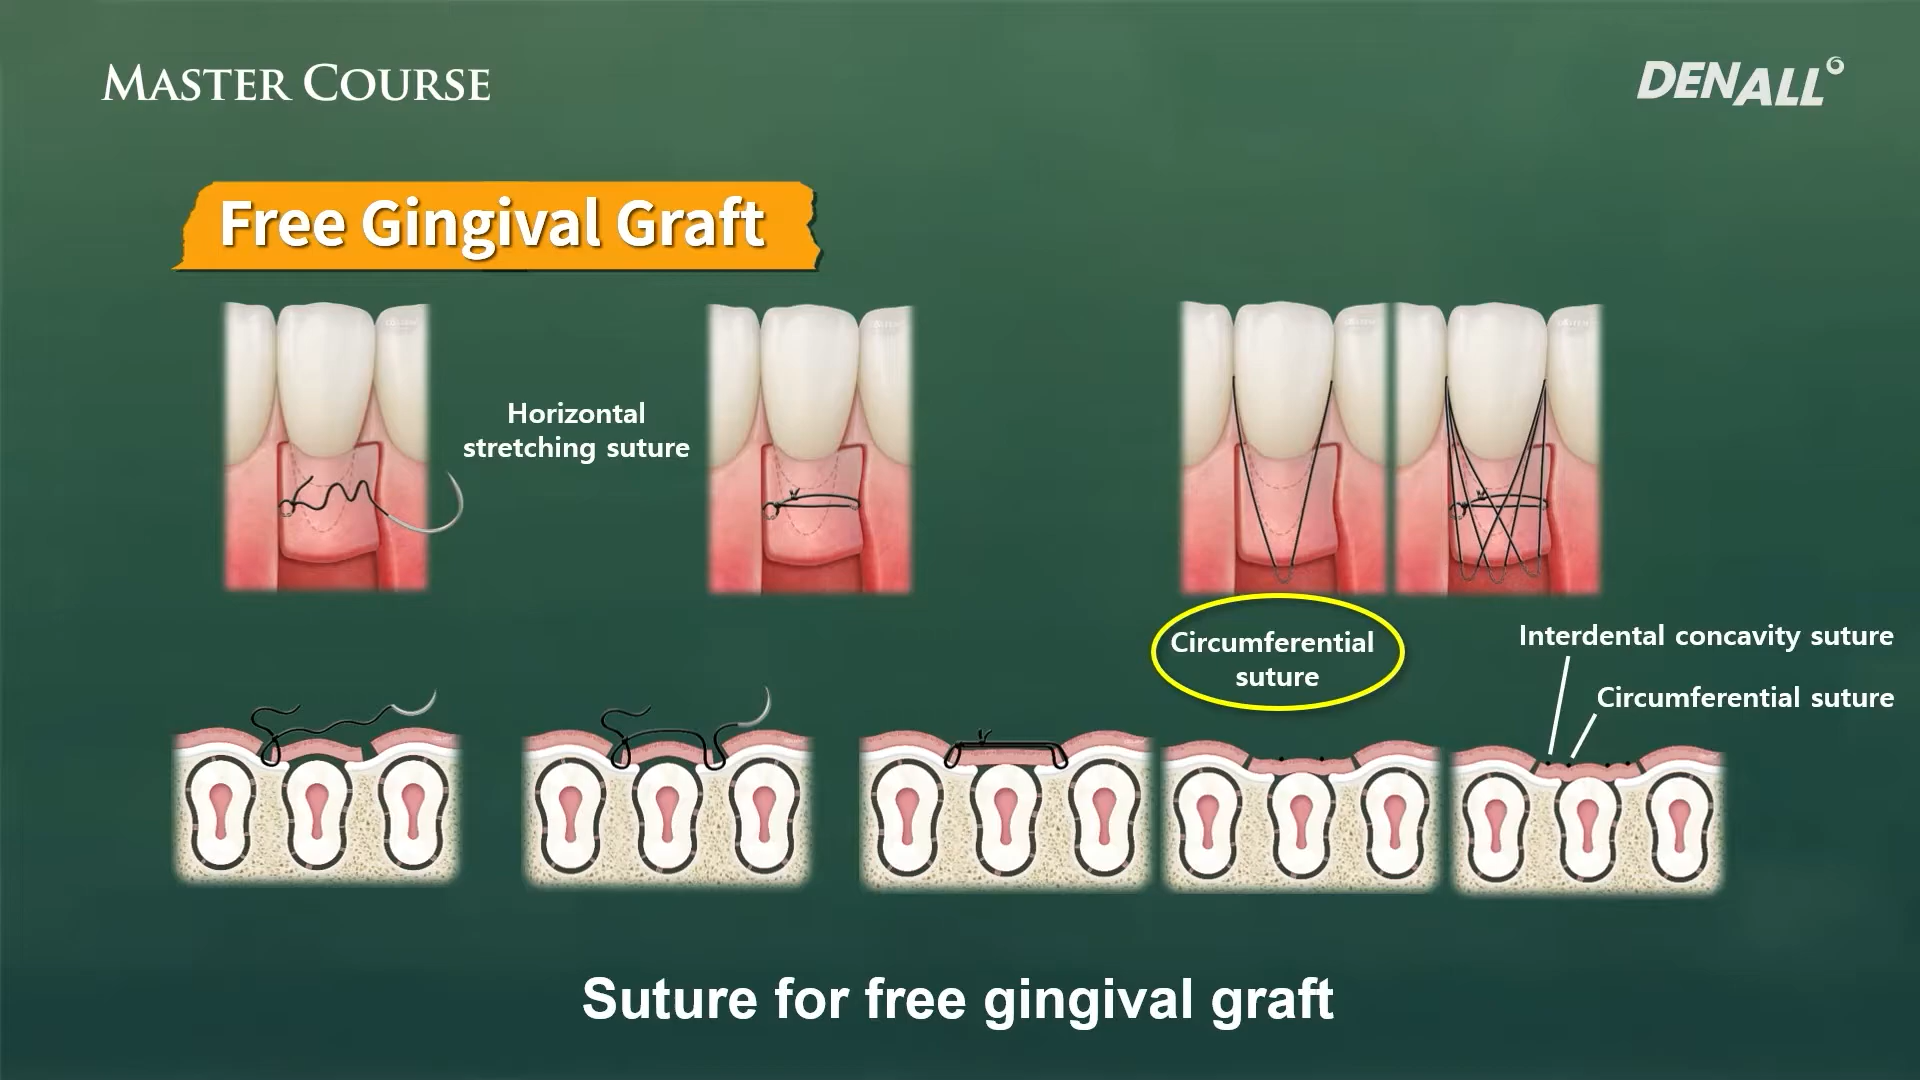 MASTER COURSE
DENALL
Free Gingival Graft
Horizontal
stretching suture
Circumferential
suture
Interdental concavity suture
Circumferential suture
Suture for free gingival graft